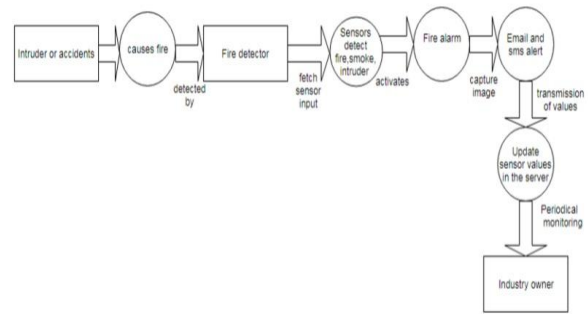 Intruder or accidents
causes fire
detected
by
Fire detector
fetch
sensor
input
Sensors
detect
fire,smoke,
intruder
activates
Fire alarm
capture
image
Email and
sms alert
transmission
of values
Update
sensor values
in the server
Periodical
monitoring
Industry owner